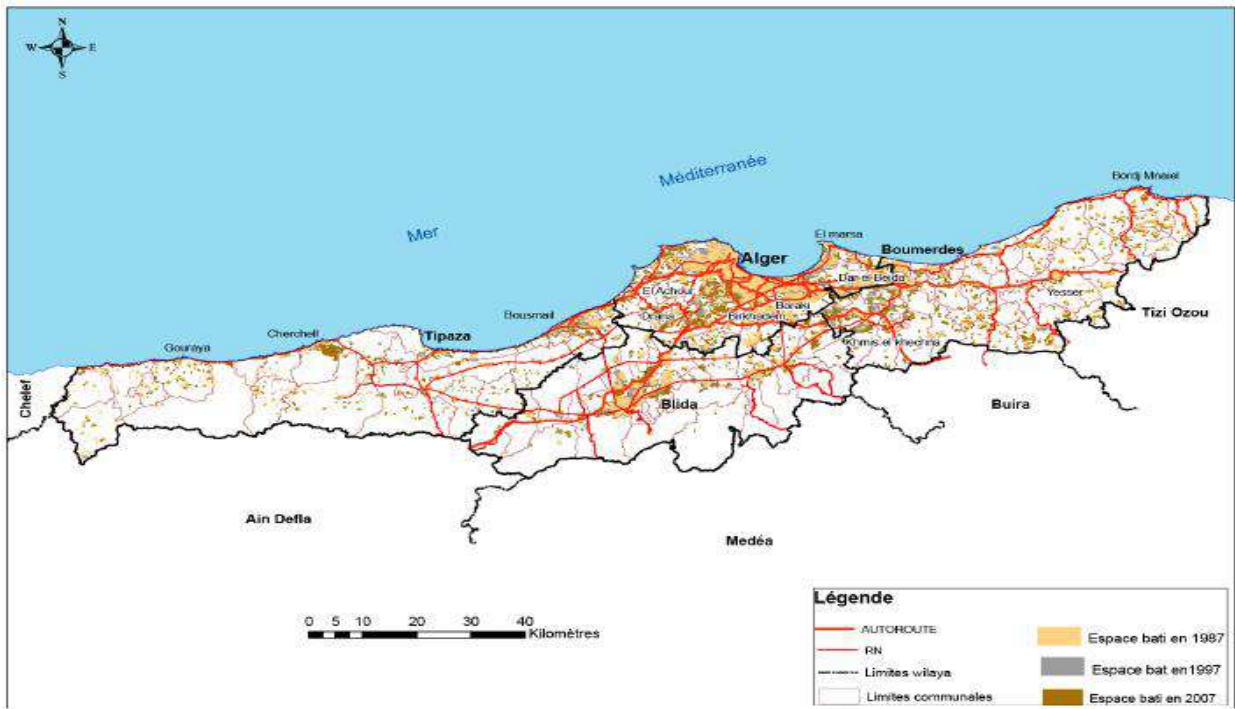 N
W E
S
Méditerranée
Mer
Bordj Mnaiel
El marsa
Boumerdes
Alger
Dar el Beida
El Achour
Baraki
Yesser
Draria
Birkhadem
Bousmail
Tizi Ozou
Cherchell
Tipaza
Khmis el khechna
Gouraya
Chelef
Blida
Buira
Ain Defla
Medéa
0 5 10 20 30 40
Kilomètres
Légende
AUTOROUTE
RN
Limites wilaya
Limites communales
Espace bati en 1987
Espace bat en1997
Espace bati en 2007